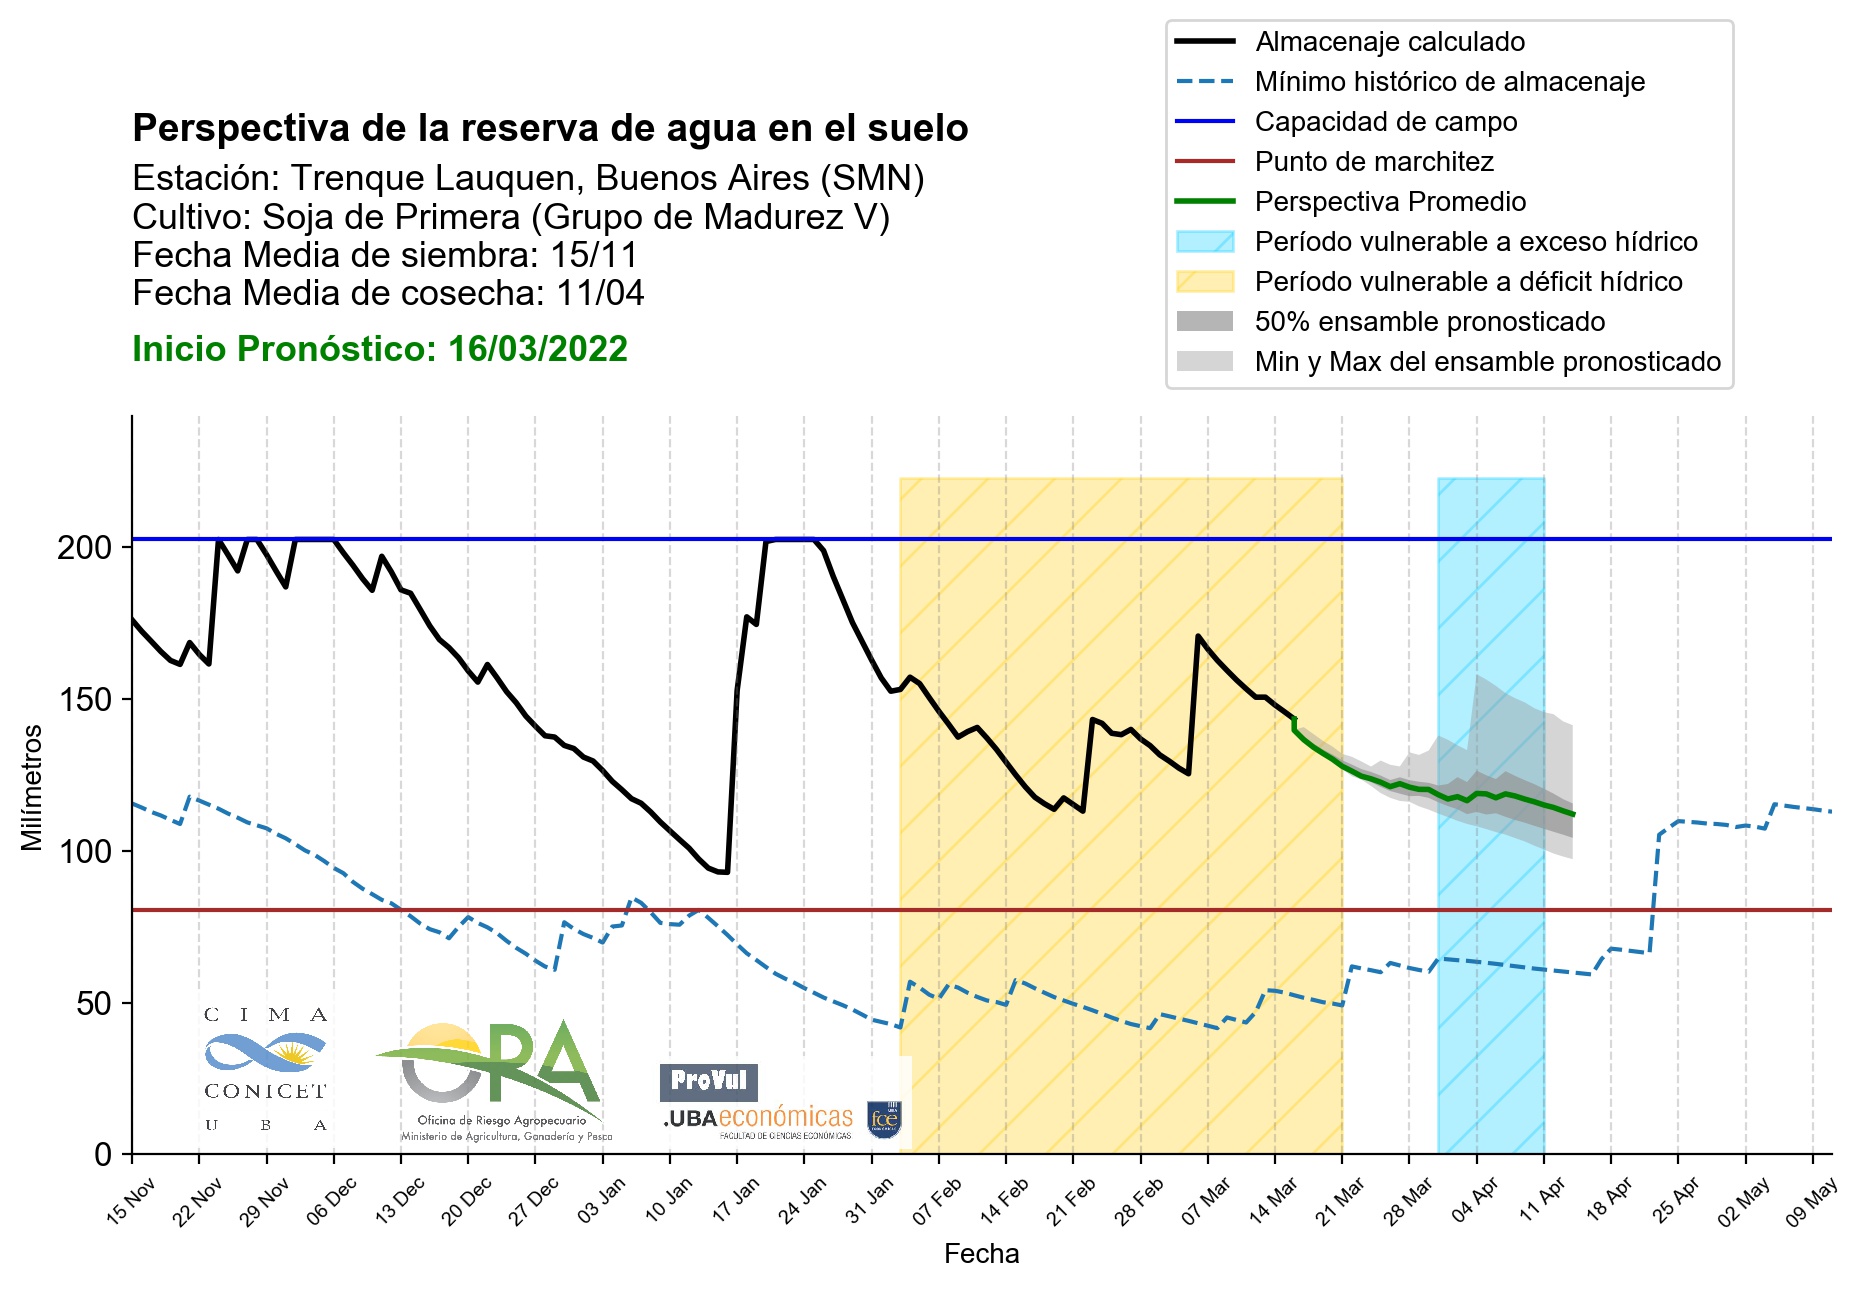 Almacenaje calculado
Mínimo histórico de almacenaje
Capacidad de campo
Punto de marchitez
Perspectiva Promedio
Período vulnerable a exceso hídrico
Período vulnerable a déficit hídrico
50% ensamble pronosticado
Min y Max del ensamble pronosticado
Perspectiva de la reserva de agua en el suelo
Estación: Trenque Lauquen, Buenos Aires (SMN)
Cultivo: Soja de Primera (Grupo de Madurez V)
Fecha Media de siembra: 15/11
Fecha Media de cosecha: 11/04
Inicio Pronóstico: 16/03/2022
Milímetros
200
150
100
50
0
C I M A
CONICET
U B A
ORA
Oficina de Riesgo Agropecuario
Ministerio de Agricultura, Ganadería y Pesca
ProVul
.UBAeconómicas
FACULTAD DE CIENCIAS ECONÓMICAS
UBA
fce
ECONÓMICAS
15 Nov
22 Nov
29 Nov
06 Dec
13 Dec
20 Dec
27 Dec
03 Jan
10 Jan
17 Jan
24 Jan
31 Jan
07 Feb
14 Feb
21 Feb
28 Feb
07 Mar
14 Mar
21 Mar
28 Mar
04 Apr
11 Apr
18 Apr
25 Apr
02 May
09 May
Fecha